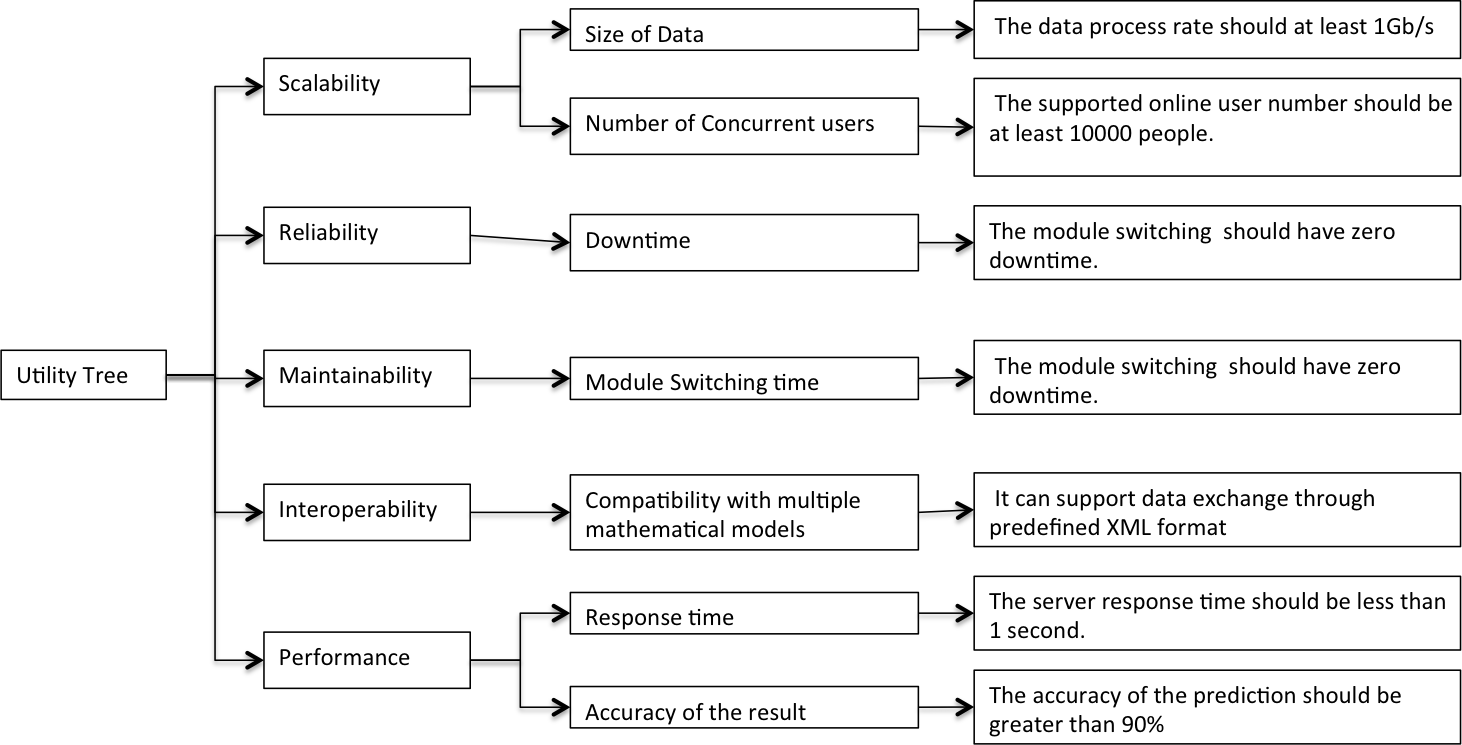 Utility Tree
Scalability
Size of Data
The data process rate should at least 1Gb/s
Number of Concurrent users
The supported online user number should be
at least 10000 people.
Reliability
Downtime
The module switching  should have zero
downtime.
Maintainability
Module Switching time
The module switching  should have zero
downtime.
Interoperability
Compatibility with multiple
mathematical models
It can support data exchange through
predefined XML format
Performance
Response time
The server response time should be less than
1 second.
Accuracy of the result
The accuracy of the prediction should be
greater than 90%